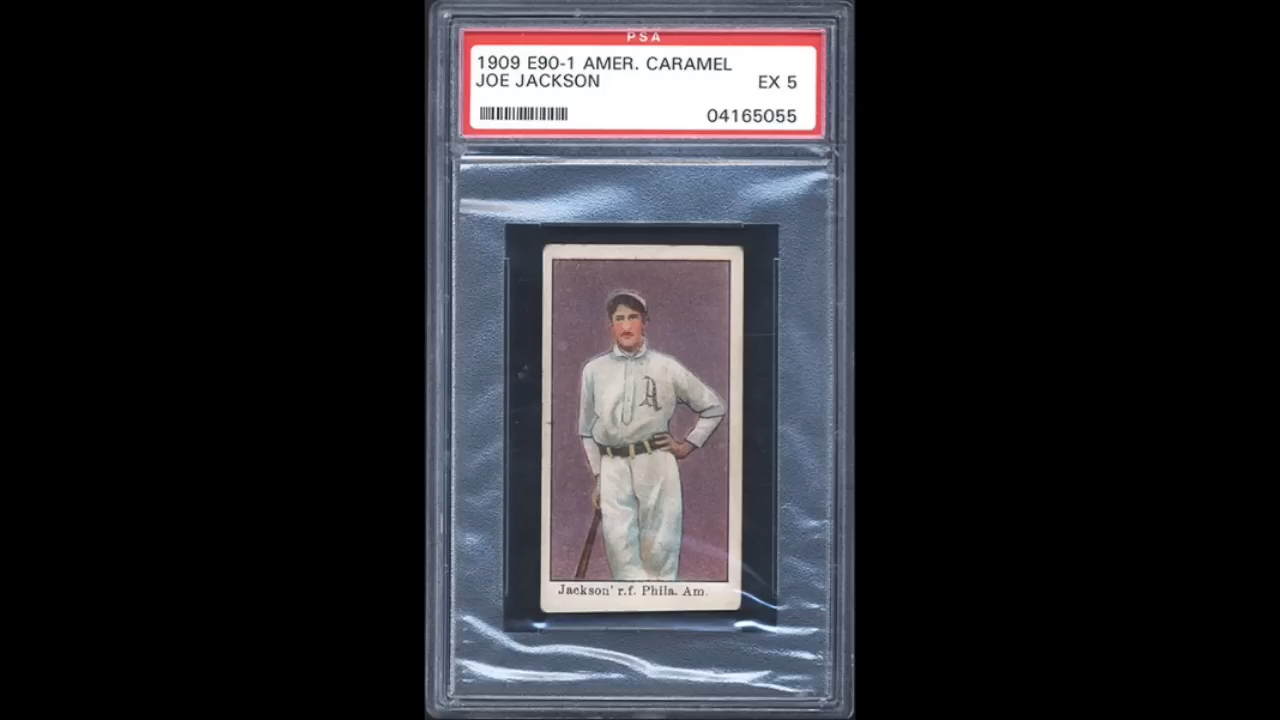 PSA
1909 E90-1 AMER. CARAMEL
JOE JACKSON
EX 5
04165055
A
Jackson' r.f. Phila. Am.